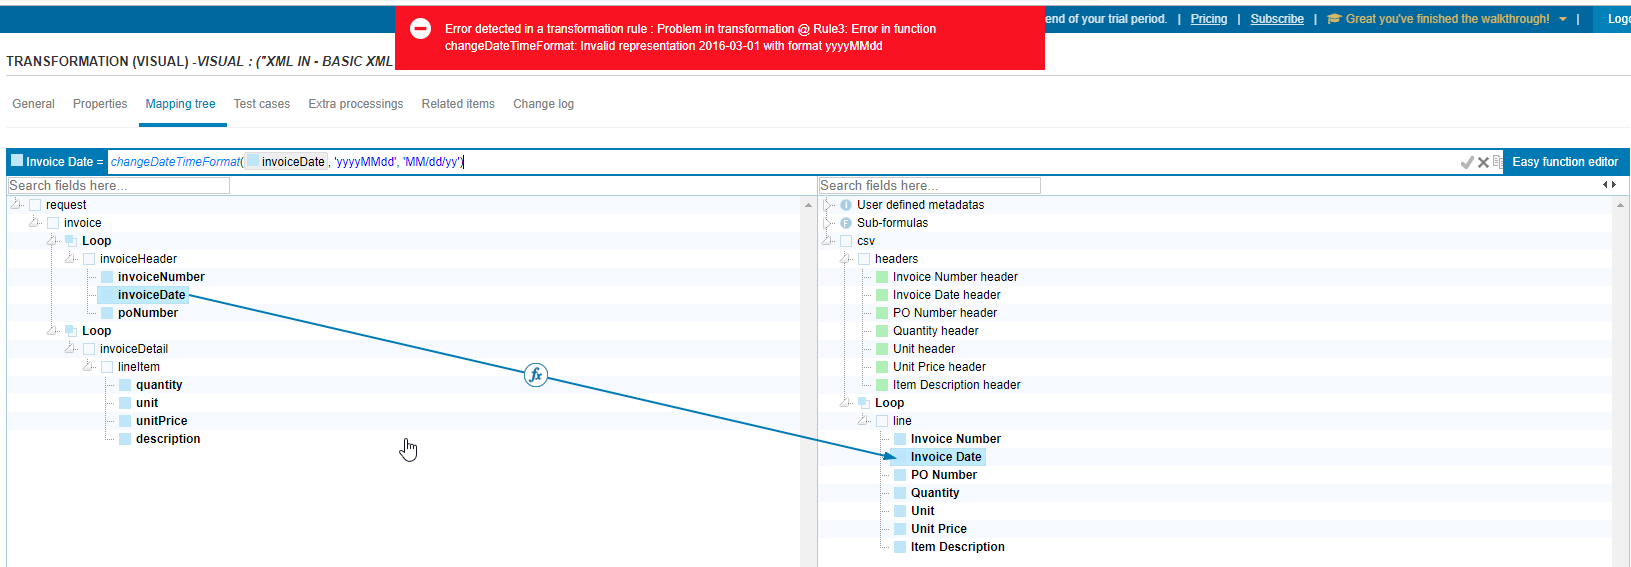 Error detected in a transformation rule : Problem in transformation @ Rule3: Error in function
changeDateTimeFormat: Invalid representation 2016-03-01 with format yyyyMMdd
end of your trial period. | Pricing | Subscribe | Great you've finished the walkthrough! |
TRANSFORMATION (VISUAL) -VISUAL : ("XML IN - BASIC XML
General Properties Mapping tree Test cases Extra processings Related items Change log
Invoice Date = changeDateTimeFormat( invoiceDate, 'yyyyMMdd', 'MM/dd/yy') Easy function editor
Search fields here...
request
invoice
Loop
invoiceHeader
invoiceNumber
invoiceDate
poNumber
Loop
invoiceDetail
lineItem
quantity
unit
unitPrice
description
fx
Search fields here...
User defined metadatas
Sub-formulas
csv
headers
Invoice Number header
Invoice Date header
PO Number header
Quantity header
Unit header
Unit Price header
Item Description header
Loop
line
Invoice Number
Invoice Date
PO Number
Quantity
Unit
Unit Price
Item Description